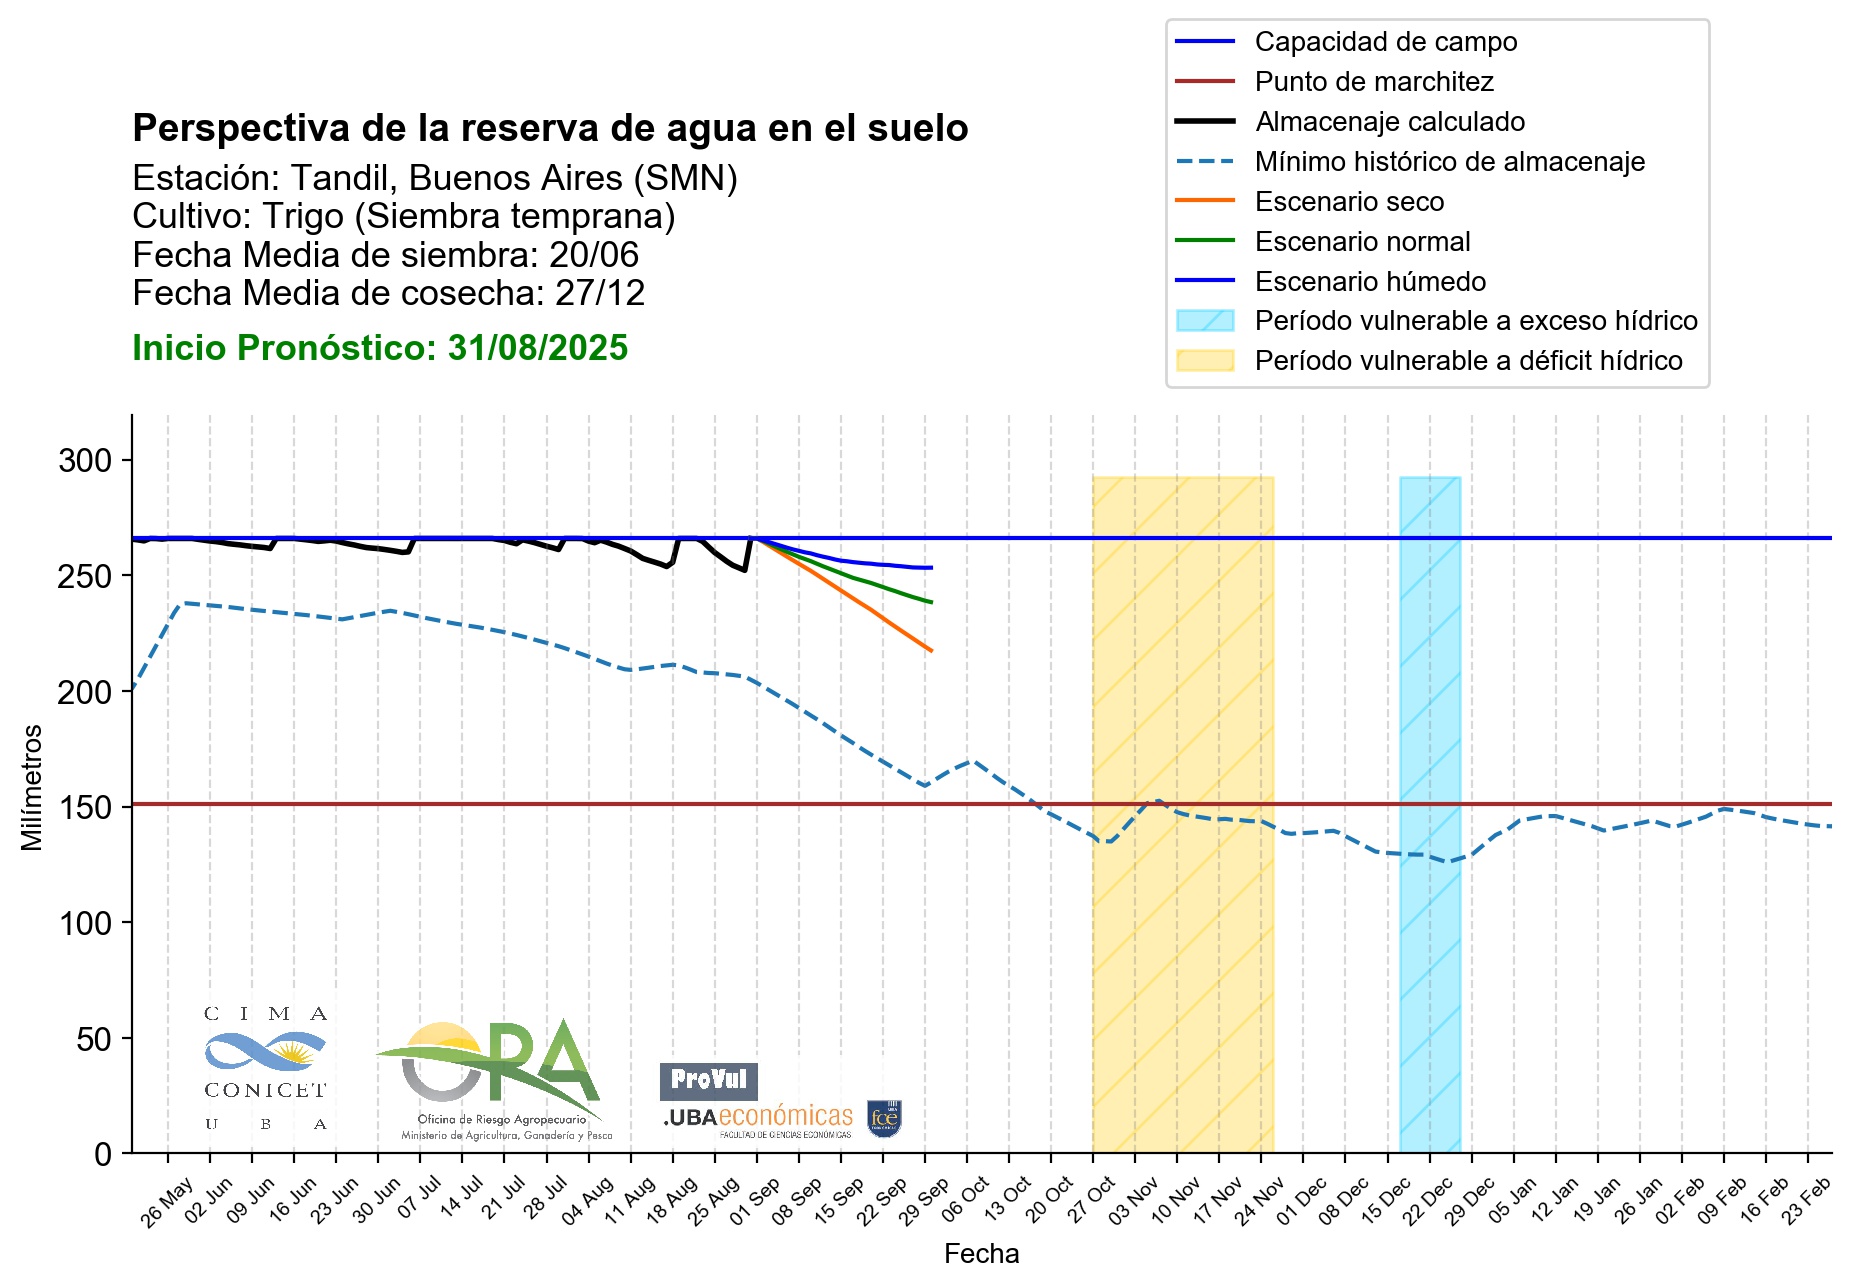 Capacidad de campo
Punto de marchitez
Almacenaje calculado
Mínimo histórico de almacenaje
Escenario seco
Escenario normal
Escenario húmedo
Período vulnerable a exceso hídrico
Período vulnerable a déficit hídrico
Perspectiva de la reserva de agua en el suelo
Estación: Tandil, Buenos Aires (SMN)
Cultivo: Trigo (Siembra temprana)
Fecha Media de siembra: 20/06
Fecha Media de cosecha: 27/12
Inicio Pronóstico: 31/08/2025
300
250
200
150
100
50
0
Milímetros
CIMA
CONICET
UBA
ORA
Oficina de Riesgo Agropecuario
Ministerio de Agricultura, Ganadería y Pesca
ProVul
.UBAeconómicas
FACULTAD DE CIENCIAS ECONÓMICAS
fce
26 May
02 Jun
09 Jun
16 Jun
23 Jun
30 Jun
07 Jul
14 Jul
21 Jul
28 Jul
04 Aug
11 Aug
18 Aug
25 Aug
01 Sep
08 Sep
15 Sep
22 Sep
29 Sep
06 Oct
13 Oct
20 Oct
27 Oct
03 Nov
10 Nov
17 Nov
24 Nov
01 Dec
08 Dec
15 Dec
22 Dec
29 Dec
05 Jan
12 Jan
19 Jan
26 Jan
02 Feb
09 Feb
16 Feb
23 Feb
Fecha